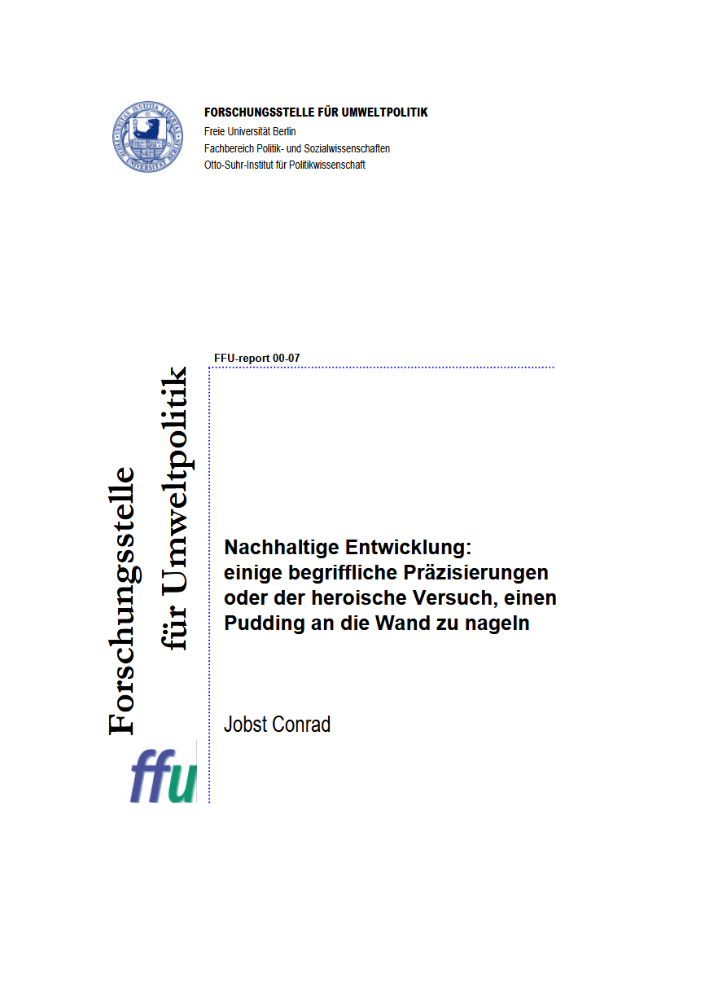 VERITAS IUSTITIA LIBERTAS
FREIE UNIVERSITÄT BERLIN
FORSCHUNGSSTELLE FÜR UMWELTPOLITIK
Freie Universität Berlin
Fachbereich Politik- und Sozialwissenschaften
Otto-Suhr-Institut für Politikwissenschaft
FFU-report 00-07
Forschungsstelle
für Umweltpolitik
Nachhaltige Entwicklung:
einige begriffliche Präzisierungen
oder der heroische Versuch, einen
Pudding an die Wand zu nageln
Jobst Conrad
ffu